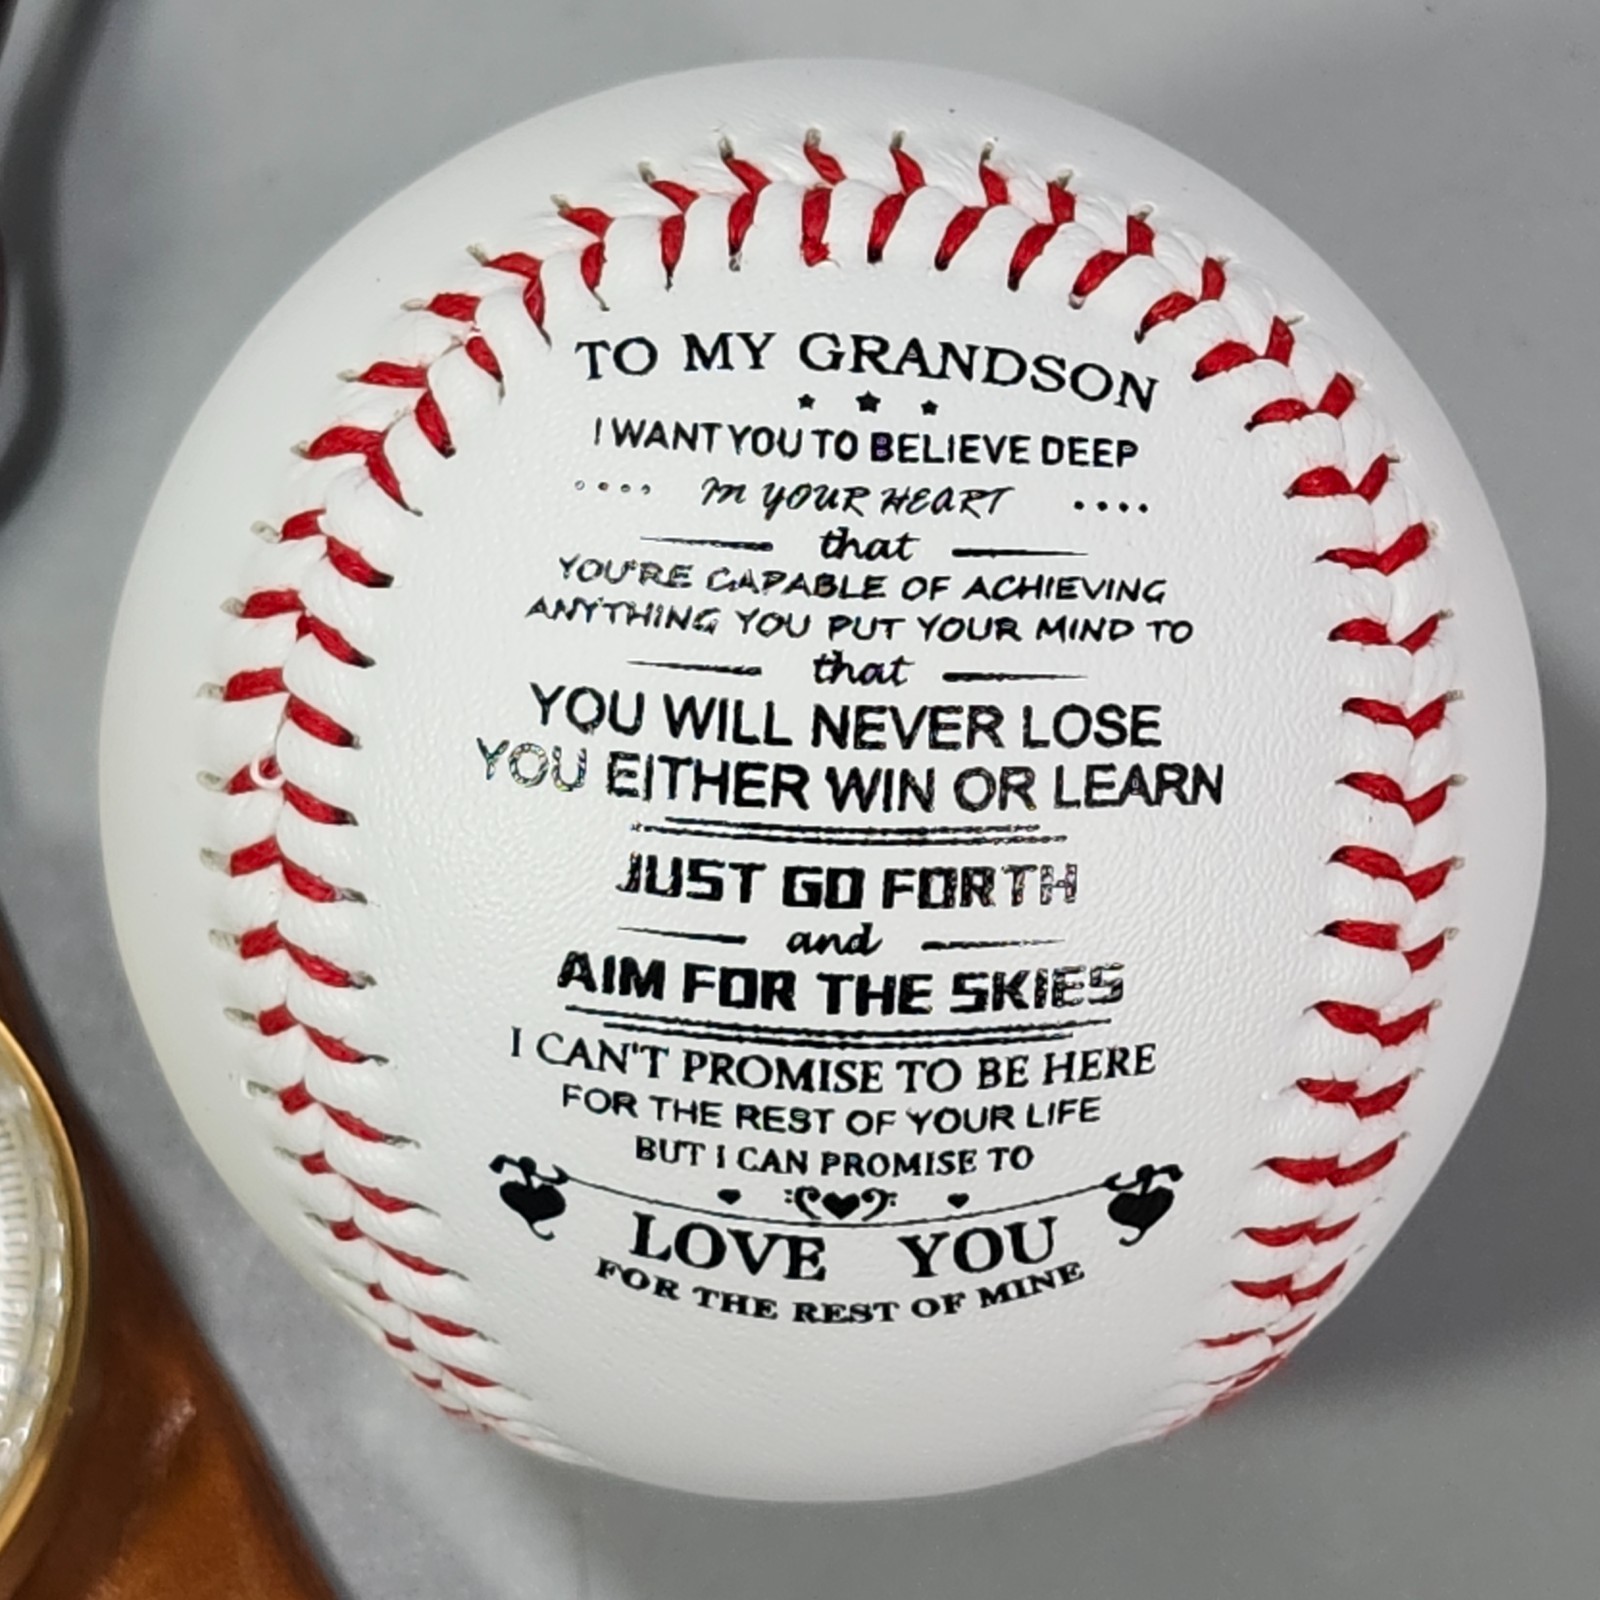 TO MY GRANDSON
I WANT YOU TO BELIEVE DEEP
In YOUR HEART
that
YOU'RE CAPABLE OF ACHIEVING
ANYTHING YOU PUT YOUR MIND TO
that
YOU WILL NEVER LOSE
YOU EITHER WIN OR LEARN
JUST GO FORTH
and
AIM FOR THE SKIES
I CAN'T PROMISE TO BE HERE
FOR THE REST OF YOUR LIFE
BUT I CAN PROMISE TO
LOVE YOU
FOR THE REST OF MINE